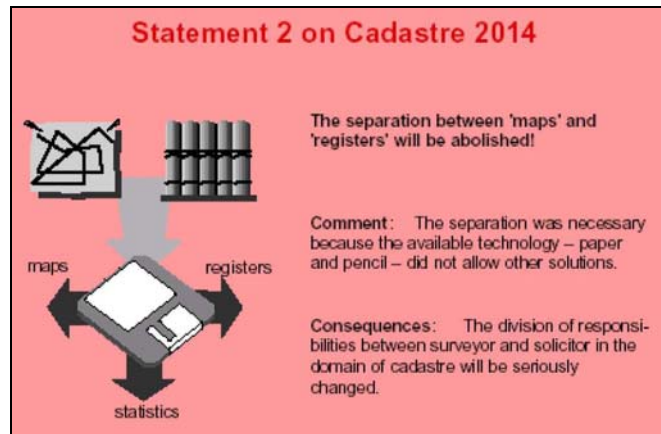 Statement 2 on Cadastre 2014
The separation between 'maps' and
'registers' will be abolished!
Comment: The separation was necessary
because the available technology – paper
and pencil – did not allow other solutions.
maps
registers
Consequences: The division of responsi-
bilities between surveyor and solicitor in the
domain of cadastre will be seriously
changed.
statistics